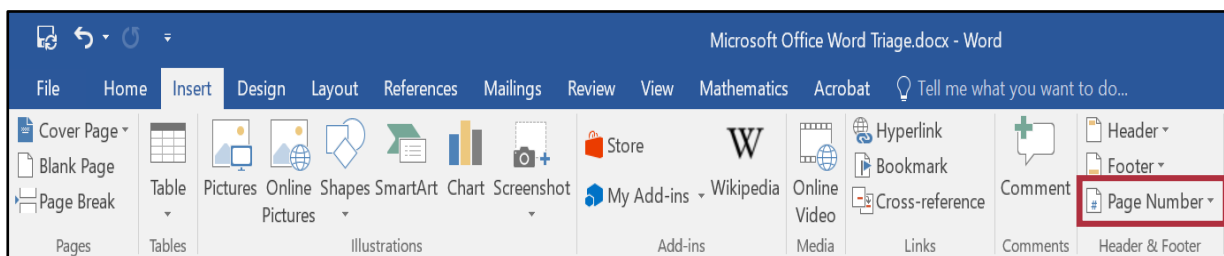 Microsoft Office Word Triage.docx - Word
File Home Insert Design Layout References Mailings Review View Mathematics Acrobat Tell me what you want to do...
Cover Page
Blank Page
Page Break
Pages
Table
Tables
Pictures
Online
Pictures
Shapes
SmartArt
Chart
Screenshot
Illustrations
Store
My Add-ins
W
Wikipedia
Add-ins
Online
Video
Media
Hyperlink
Bookmark
Cross-reference
Links
Comment
Comments
Header
Footer
# Page Number
Header & Footer